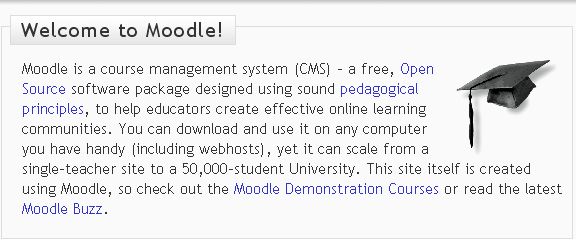 Welcome to Moodle!
Moodle is a course management system (CMS) - a free, Open
Source software package designed using sound pedagogical
principles, to help educators create effective online learning
communities. You can download and use it on any computer
you have handy (including webhosts), yet it can scale from a
single-teacher site to a 50,000-student University. This site itself is created
using Moodle, so check out the Moodle Demonstration Courses or read the latest
Moodle Buzz.